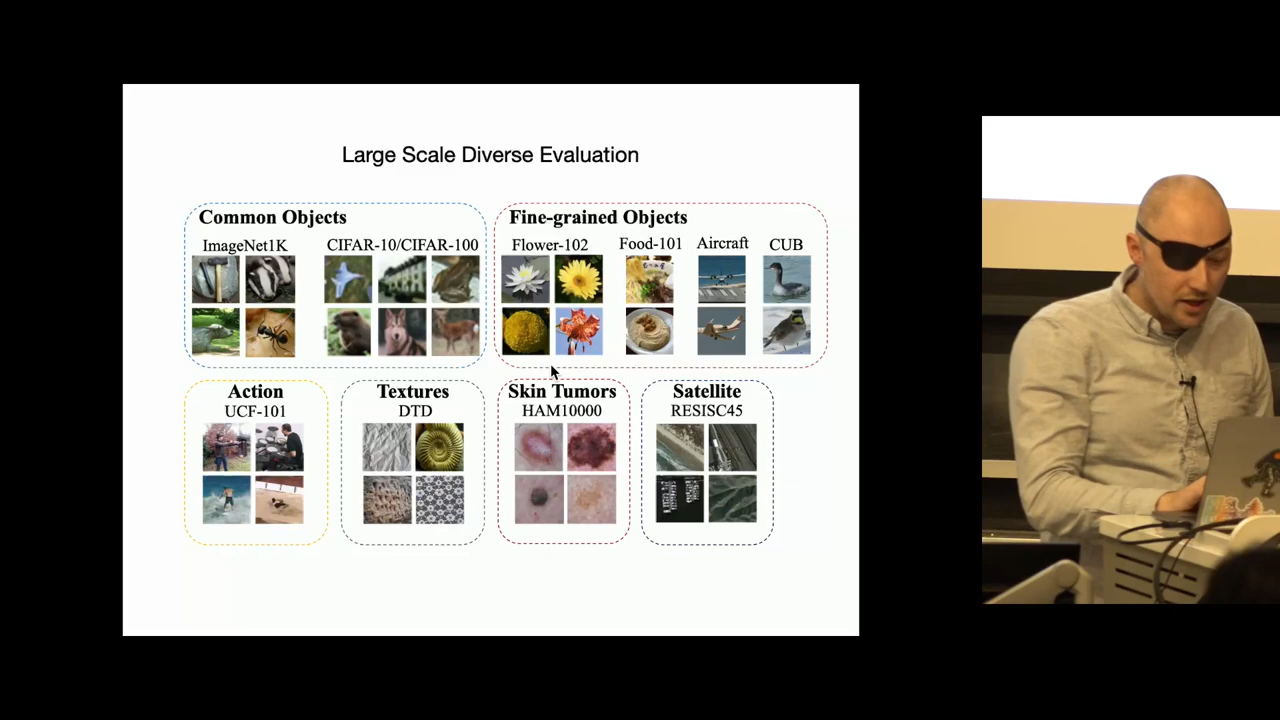 Large Scale Diverse Evaluation
Common Objects
ImageNet1K
CIFAR-10/CIFAR-100
Fine-grained Objects
Flower-102
Food-101
Aircraft
CUB
Action
UCF-101
Textures
DTD
Skin Tumors
HAM10000
Satellite
RESISC45